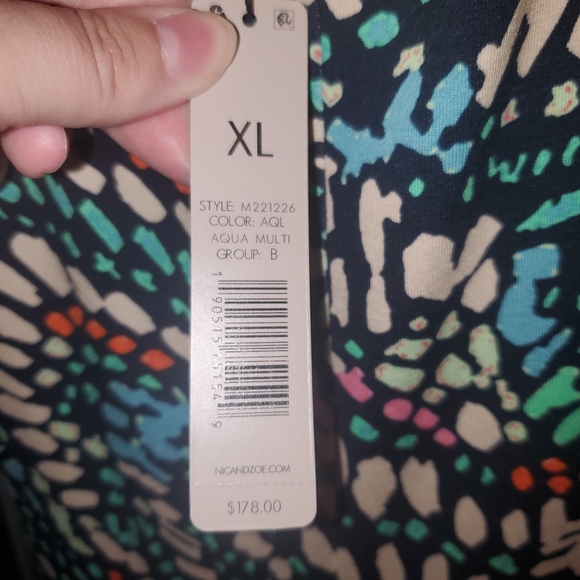 XL
STYLE: M221226
COLOR: AQL
AQUA MULTI
GROUP: B
NICANDZOE.COM
$178.00